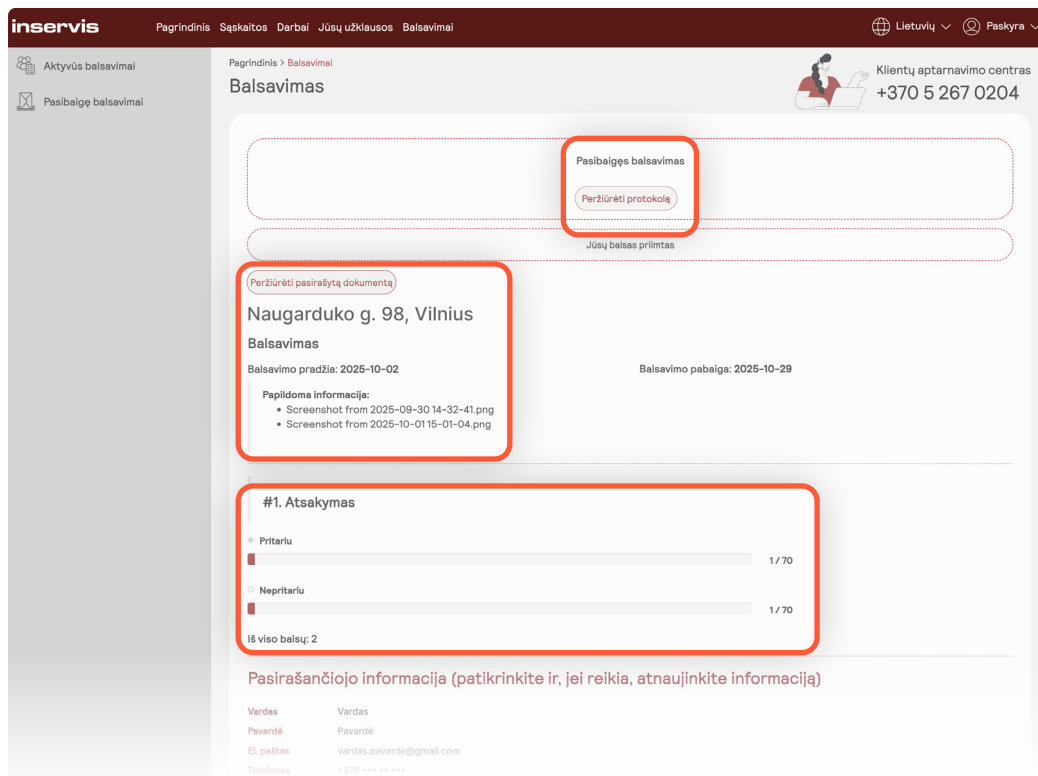 inservis
Pagrindinis Sąskaitos Darbai Jūsų užklausos Balsavimai
Lietuvių
Paskyra
Aktyvūs balsavimai
Pasibaigę balsavimai
Pagrindinis > Balsavimai
Balsavimas
Klientų aptarnavimo centras
+370 5 267 0204
Pasibaigęs balsavimas
Peržiūrėti protokolą
Jūsų balsas priimtas
Peržiūrėti pasirašytą dokumentą
Naugarduko g. 98, Vilnius
Balsavimas
Balsavimo pradžia: 2025-10-02
Balsavimo pabaiga: 2025-10-29
Papildoma informacija:
• Screenshot from 2025-09-30 14-32-41.png
• Screenshot from 2025-10-01 15-01-04.png
#1. Atsakymas
Pritariu
1 / 70
Nepritariu
1 / 70
Iš viso balsų: 2
Pasirašančiojo informacija (patikrinkite ir, jei reikia, atnaujinkite informaciją)
Vardas Vardas
Pavardė Pavardė
El. paštas vardas.pavarde@gmail.com
Telefonas +370 *** ** ***